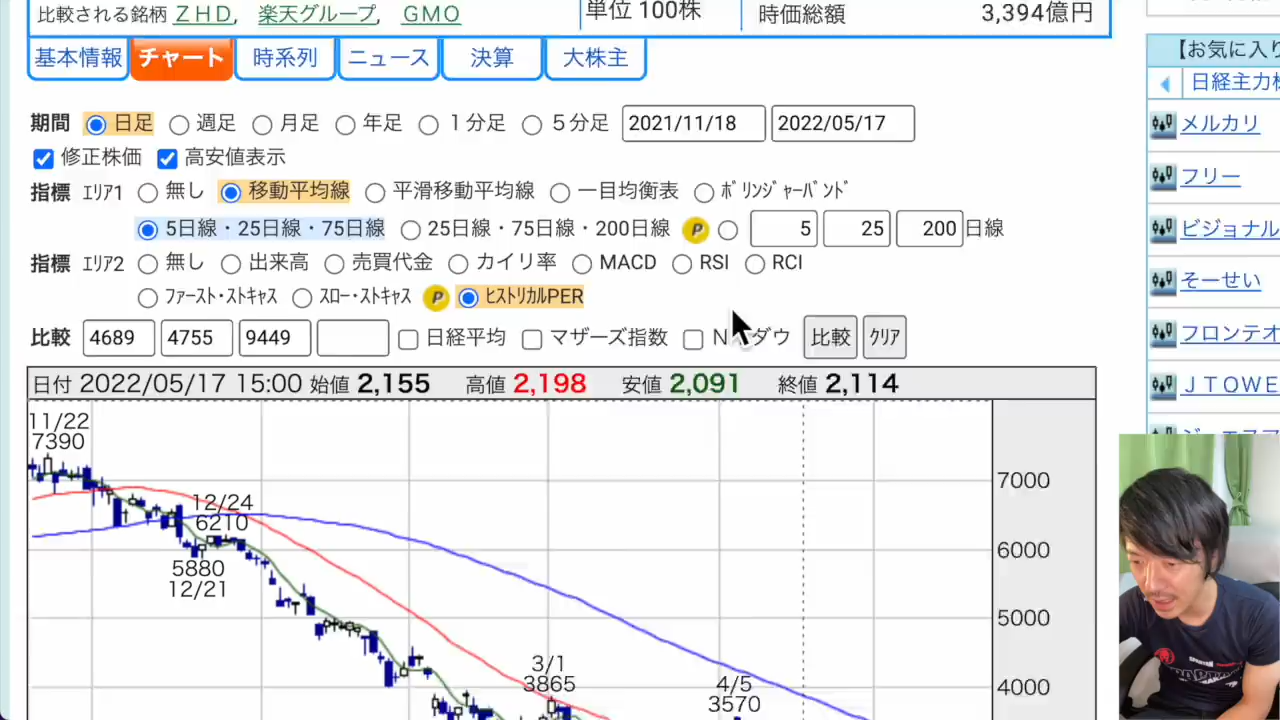 比較される銘柄 ZHD, 楽天グループ, GMO
単位 100株
時価総額
3,394億円
基本情報
チャート
時系列
ニュース
決算
大株主
期間 日足 週足 月足 年足 1分足 5分足 2021/11/18 2022/05/17
修正株価 高安値表示
指標 エリア1 無し 移動平均線 平滑移動平均線 一目均衡表 ボリンジャーバンド
5日線・25日線・75日線 25日線・75日線・200日線 P 5 25 200 日線
指標 エリア2 無し 出来高 売買代金 カイリ率 MACD RSI RCI
ファースト・ストキャス スロー・ストキャス P ヒストリカルPER
比較 4689 4755 9449 日経平均 マザーズ指数 ダウ 比較 クリア
日付 2022/05/17 15:00 始値 2,155 高値 2,198 安値 2,091 終値 2,114
11/22
7390
12/24
6210
5880
12/21
3/1
3865
4/5
3570
7000
6000
5000
4000
【お気に入り
日経主力株
メルカリ
フリー
ビジョナル
そーせい
フロンテオ
JTOWE